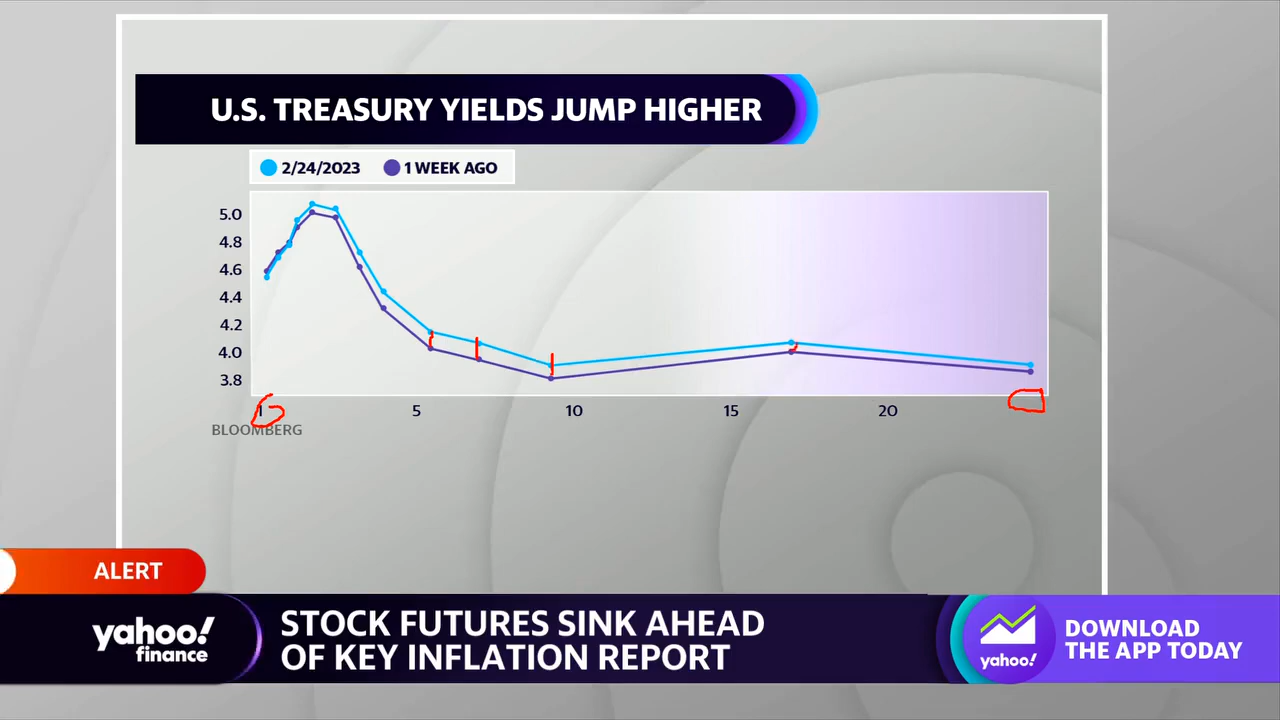 U.S. TREASURY YIELDS JUMP HIGHER
2/24/2023 1 WEEK AGO
5.0
4.8
4.6
4.4
4.2
4.0
3.8
1 5 10 15 20
BLOOMBERG
ALERT
yahoo!
finance
STOCK FUTURES SINK AHEAD
OF KEY INFLATION REPORT
yahoo!
DOWNLOAD
THE APP TODAY